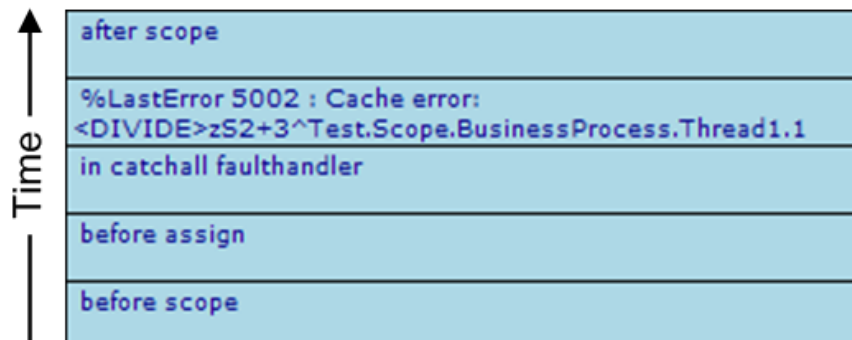 Time
after scope
%LastError 5002 : Cache error:
<DIVIDE>zS2+3^Test.Scope.BusinessProcess.Thread1.1
in catchall faulthandler
before assign
before scope